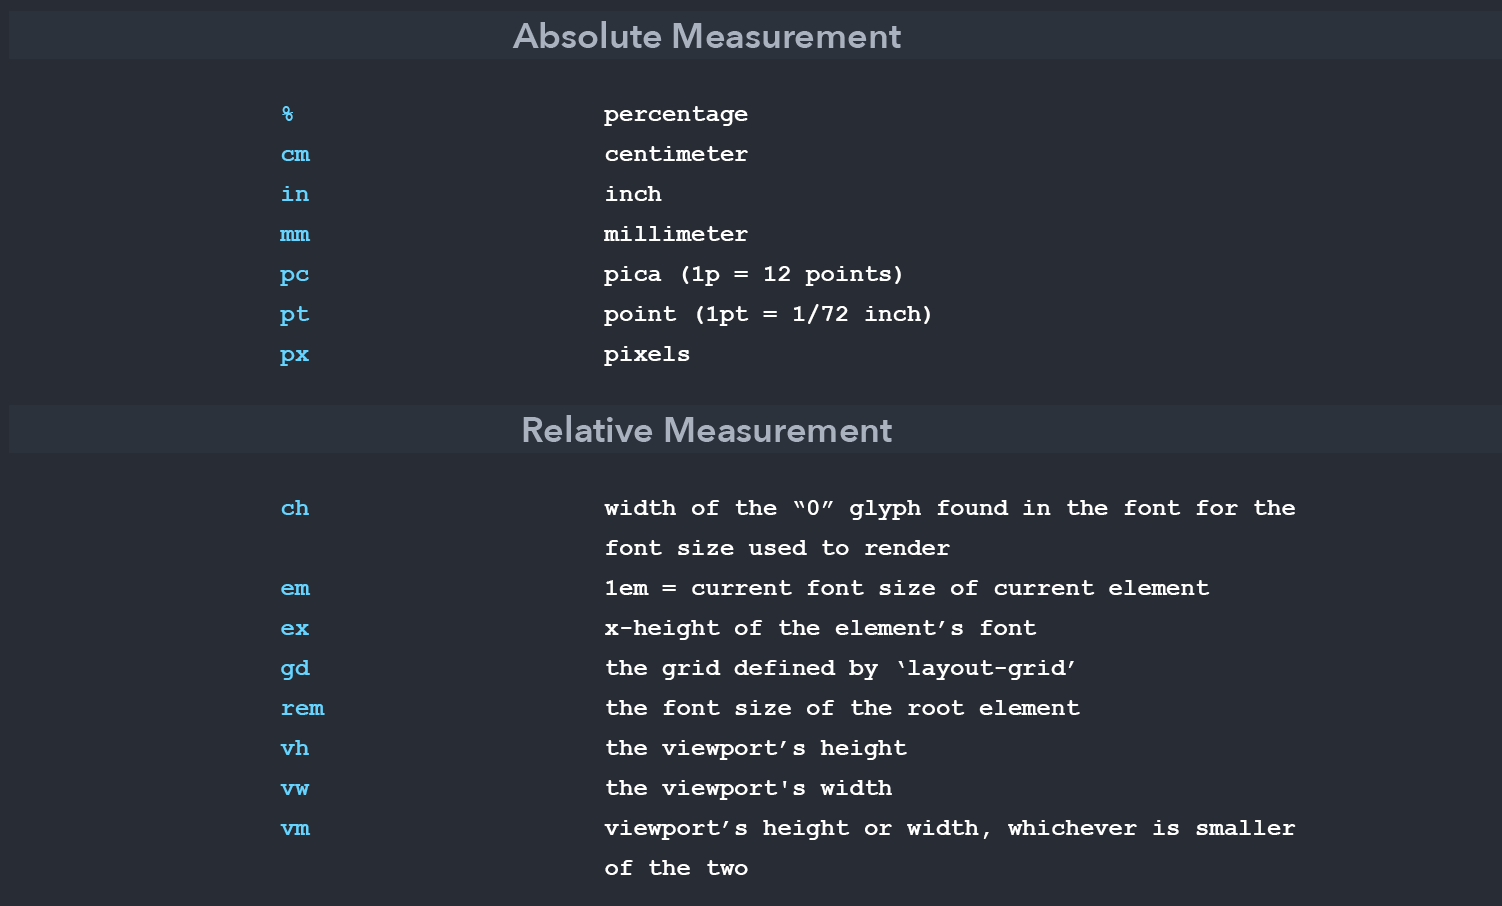 Absolute Measurement
% percentage
cm centimeter
in inch
mm millimeter
pc pica (1p = 12 points)
pt point (1pt = 1/72 inch)
px pixels
Relative Measurement
ch width of the “0” glyph found in the font for the
font size used to render
em 1em = current font size of current element
ex x-height of the element’s font
gd the grid defined by ‘layout-grid’
rem the font size of the root element
vh the viewport’s height
vw the viewport's width
vm viewport’s height or width, whichever is smaller
of the two